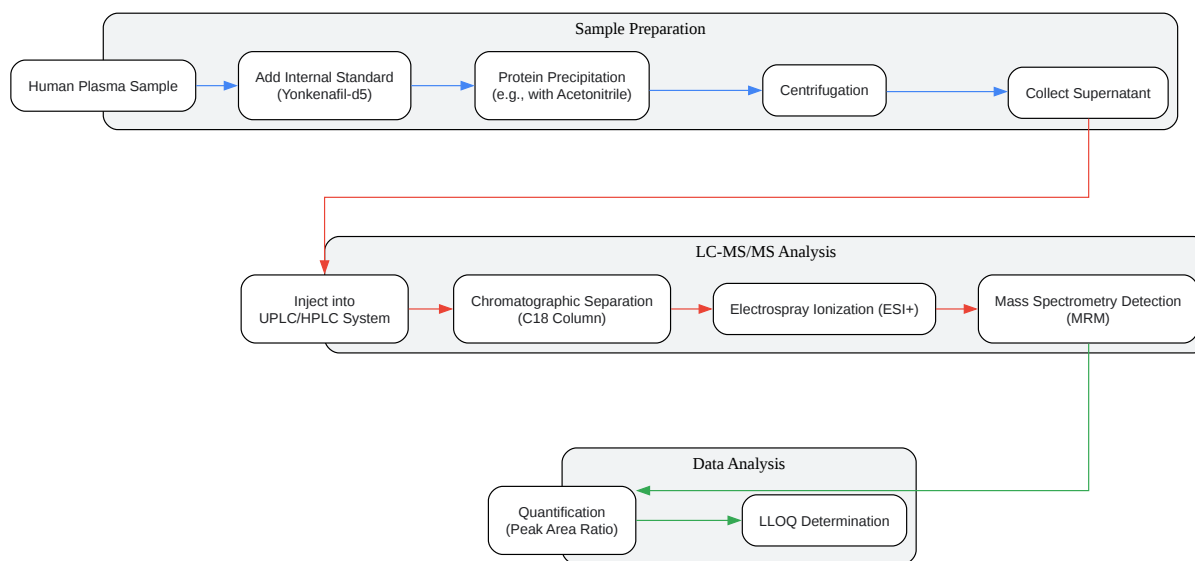 Sample Preparation
Human Plasma Sample
Add Internal Standard
(Yonkenafil-d5)
Protein Precipitation
(e.g., with Acetonitrile)
Centrifugation
Collect Supernatant
LC-MS/MS Analysis
Inject into
UPLC/HPLC System
Chromatographic Separation
(C18 Column)
Electrospray Ionization (ESI+)
Mass Spectrometry Detection
(MRM)
Data Analysis
Quantification
(Peak Area Ratio)
LLOQ Determination